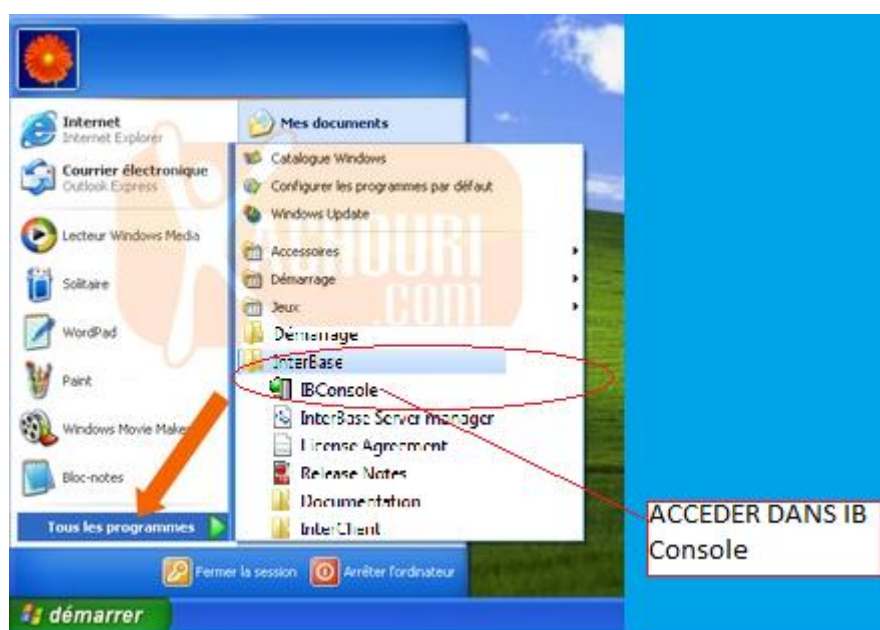 Internet
Internet Explorer
Courrier électronique
Outlook Express
Lecteur Windows Media
Solitaire
WordPad
Paint
Windows Movie Maker
Bloc-notes
Tous les programmes
Mes documents
Catalogue Windows
Configurer les programmes par défaut
Windows Update
Accessoires
Démarrage
Jeux
Démarrage
InterBase
IBConsole
InterBase Server manager
License Agreement
Release Notes
Documentation
InterClient
ACHOURI
.COM
ACCEDER DANS IB
Console
Fermer la session
Arrêter l'ordinateur
démarrer